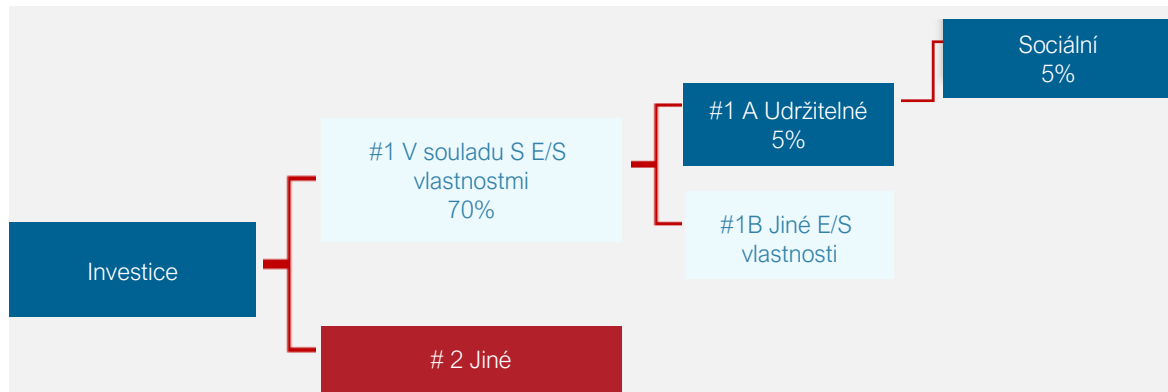 Sociální
5%
#1 A Udržitelné
5%
#1 V souladu S E/S
vlastnostmi
70%
#1B Jiné E/S
vlastnosti
Investice
# 2 Jiné